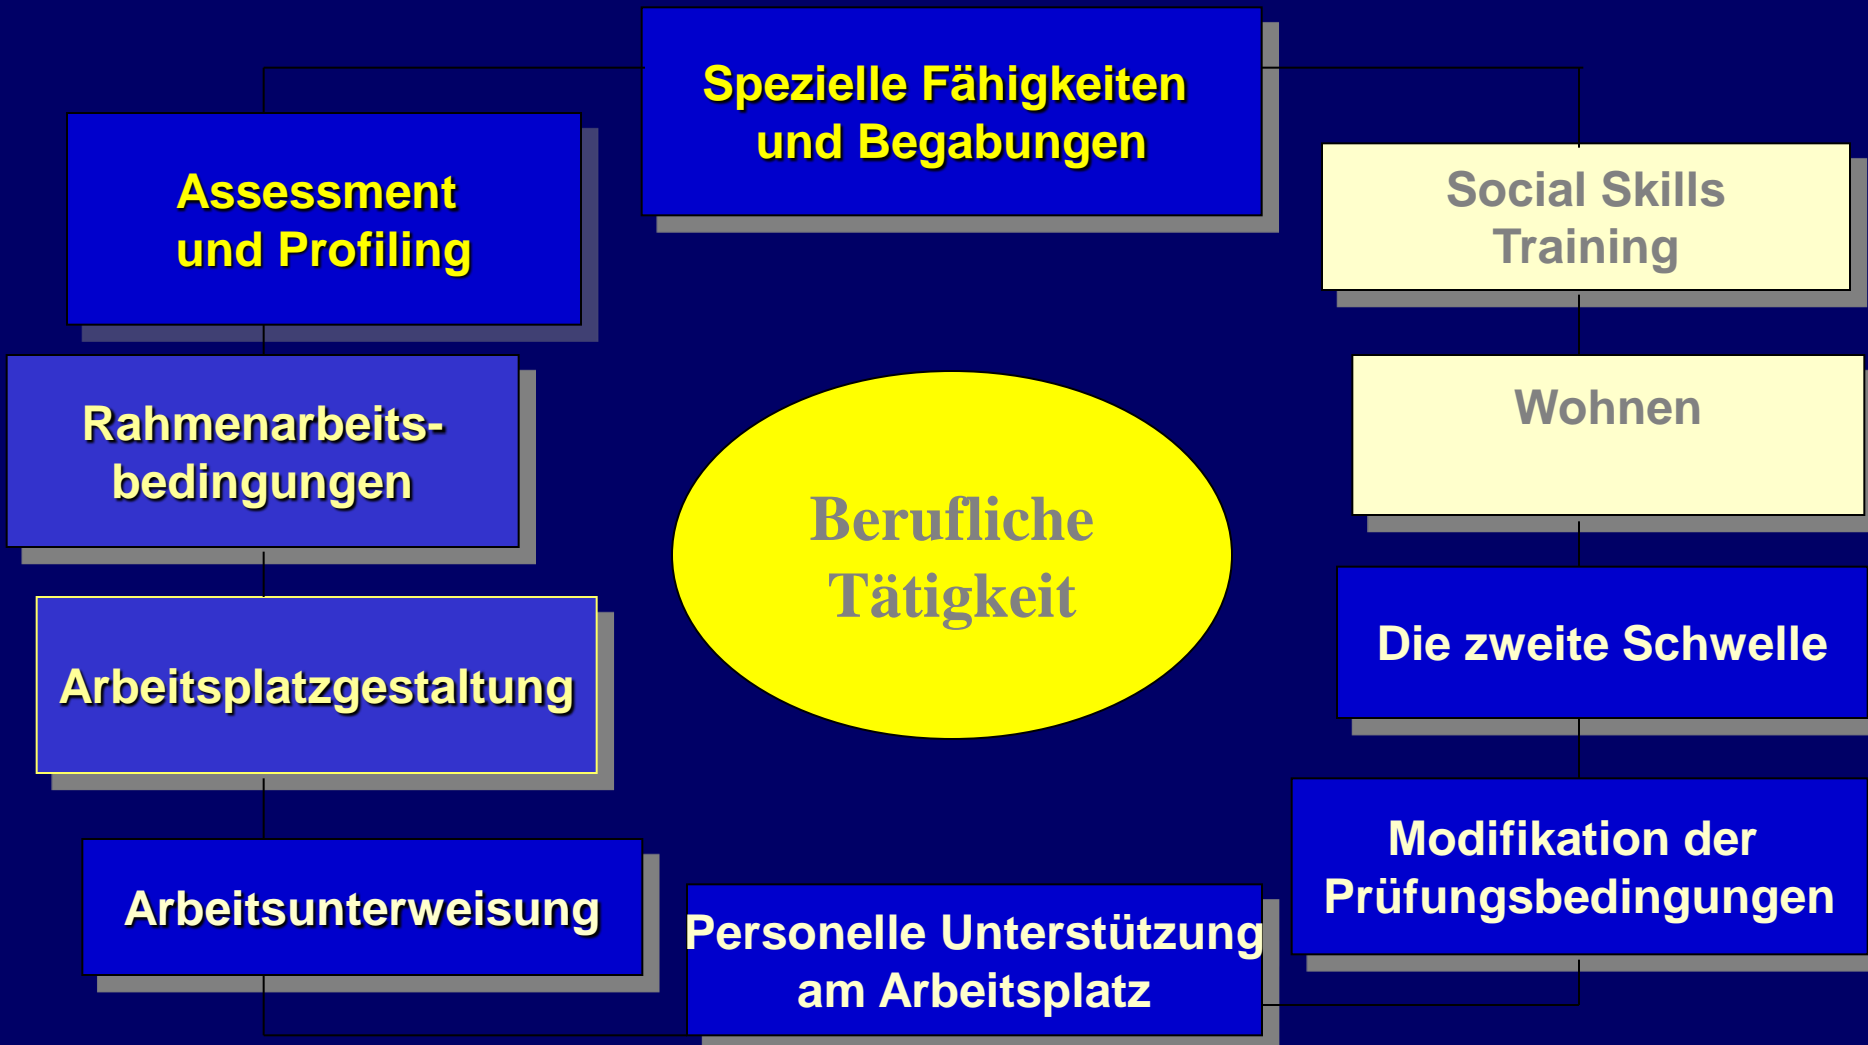 Spezielle Fähigkeiten
und Begabungen
Assessment
und Profiling
Social Skills
Training
Rahmenarbeits-
bedingungen
Wohnen
Berufliche
Tätigkeit
Arbeitsplatzgestaltung
Die zweite Schwelle
Arbeitsunterweisung
Personelle Unterstützung
am Arbeitsplatz
Modifikation der
Prüfungsbedingungen